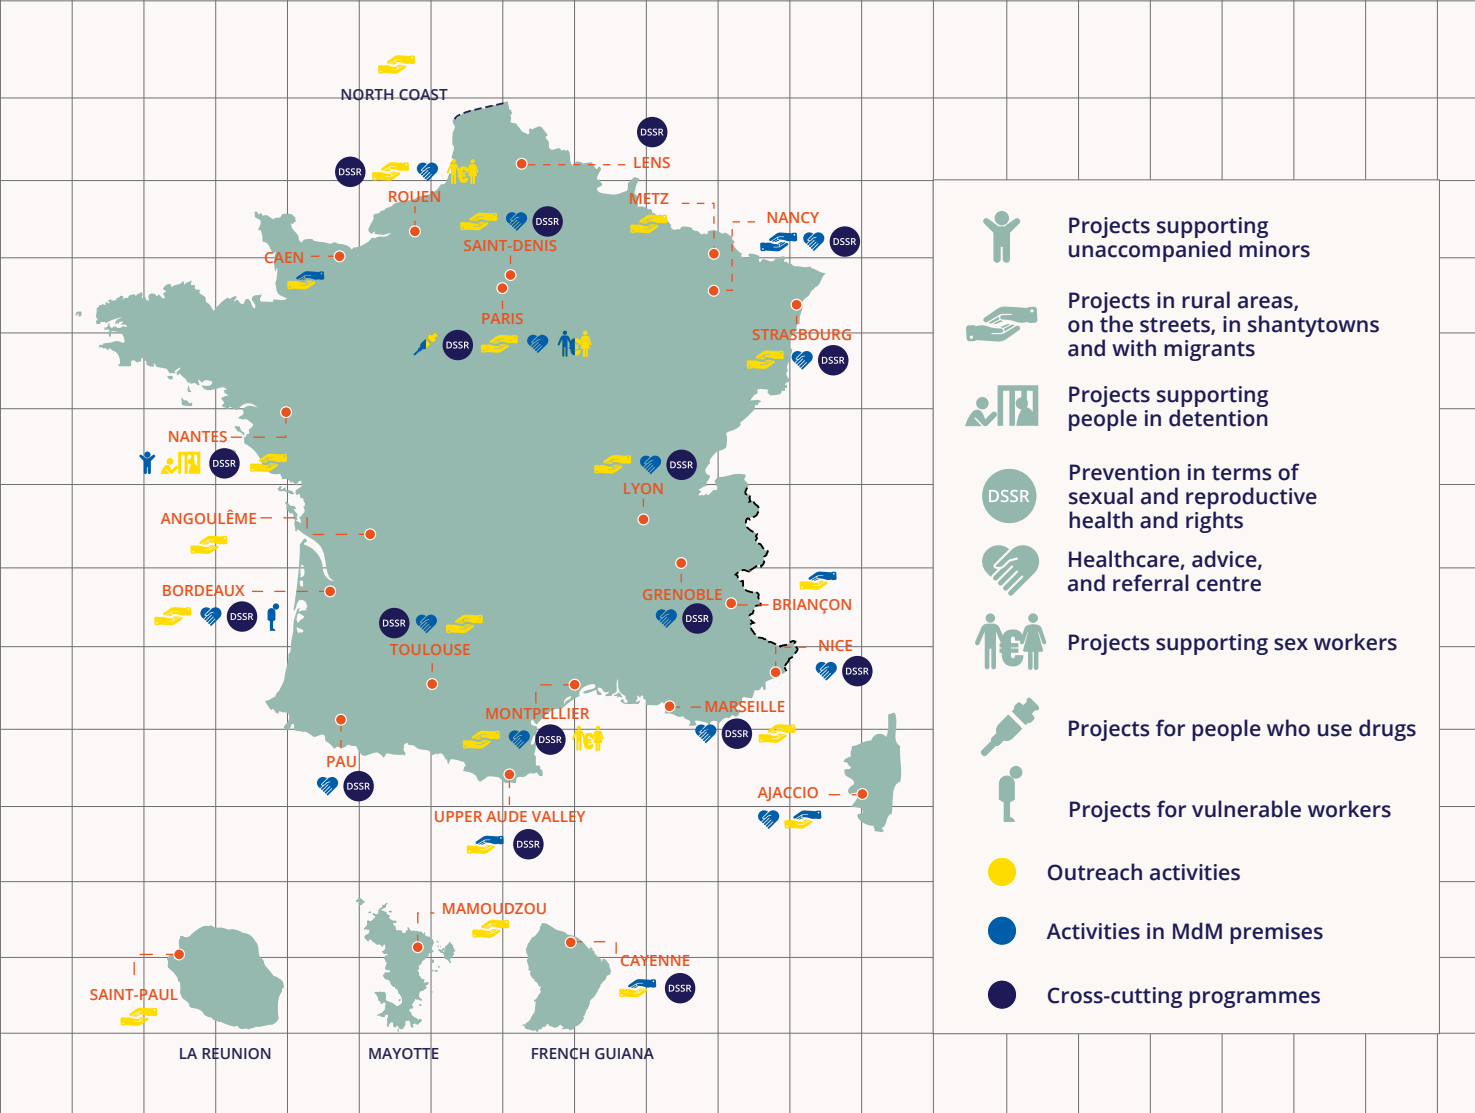 NORTH COAST
DSSR
LENS
DSSR
ROUEN
METZ
NANCY
DSSR
DSSR
SAINT-DENIS
CAEN
PARIS
DSSR
STRASBOURG
DSSR
NANTES
DSSR
DSSR
LYON
ANGOULÊME
BORDEAUX
DSSR
GRENOBLE
DSSR
BRIANÇON
DSSR
TOULOUSE
NICE
DSSR
MONTPELLIER
DSSR
MARSEILLE
DSSR
PAU
DSSR
AJACCIO
UPPER AUDE VALLEY
DSSR
MAMOUDZOU
CAYENNE
DSSR
SAINT-PAUL
LA REUNION
MAYOTTE
FRENCH GUIANA
Projects supporting
unaccompanied minors
Projects in rural areas,
on the streets, in shantytowns
and with migrants
Projects supporting
people in detention
DSSR
Prevention in terms of
sexual and reproductive
health and rights
Healthcare, advice,
and referral centre
Projects supporting sex workers
Projects for people who use drugs
Projects for vulnerable workers
Outreach activities
Activities in MdM premises
Cross-cutting programmes